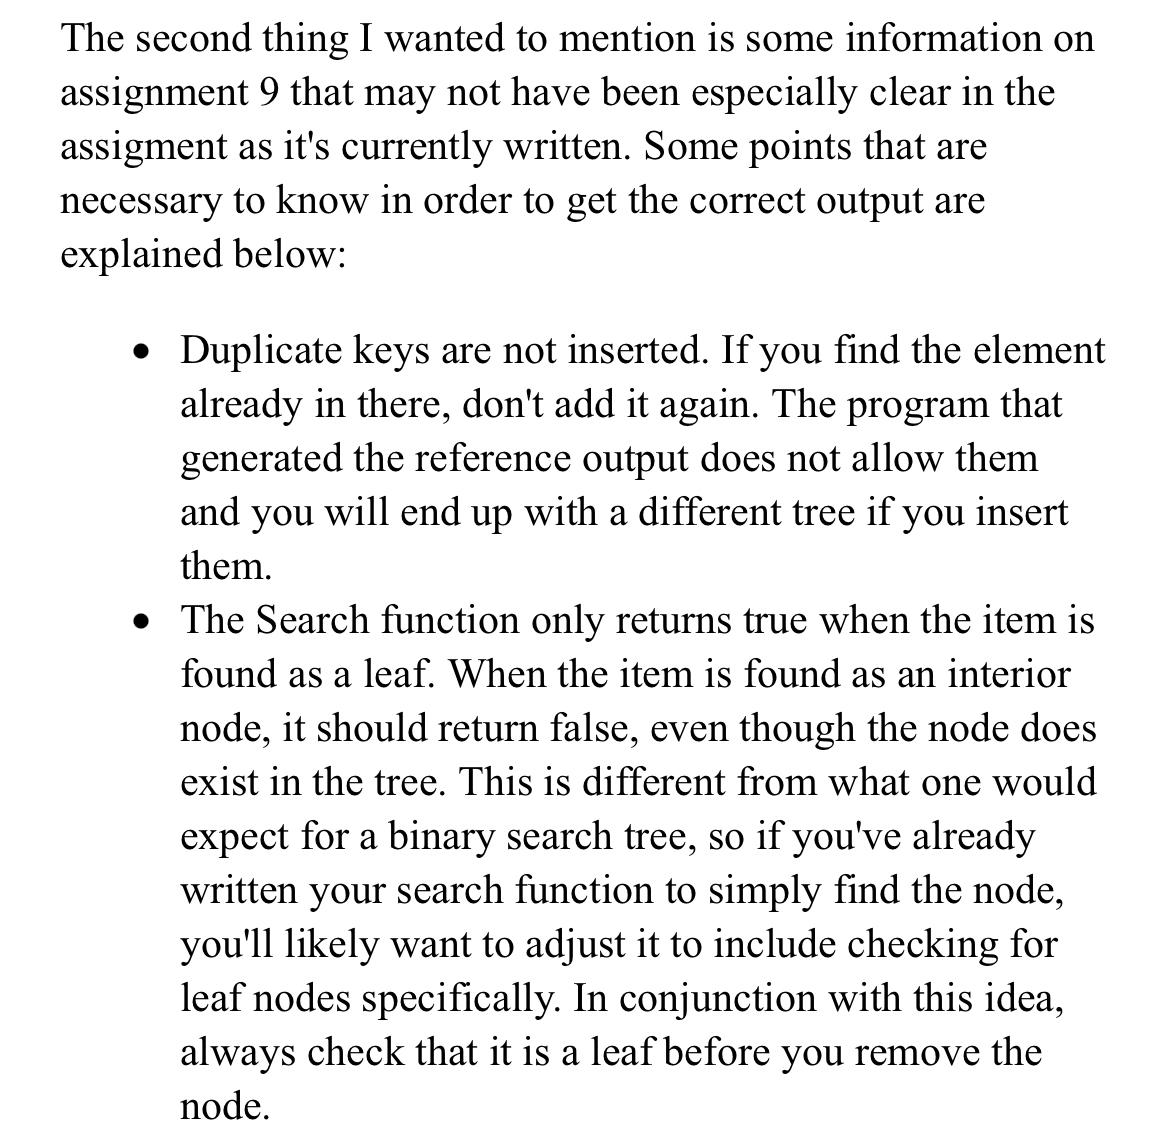 The second thing I wanted to mention is some information on
assignment 9 that may not have been especially clear in the
assigment as it's currently written. Some points that are
necessary to know in order to get the correct output are
explained below:
• Duplicate keys are not inserted. If you find the element
already in there, don't add it again. The program that
generated the reference output does not allow them
and you will end up with a different tree if you insert
them.
• The Search function only returns true when the item is
found as a leaf. When the item is found as an interior
node, it should return false, even though the node does
exist in the tree. This is different from what one would
expect for a binary search tree, so if you've already
written your search function to simply find the node,
you'll likely want to adjust it to include checking for
leaf nodes specifically. In conjunction with this idea,
always check that it is a leaf before you remove the
node.